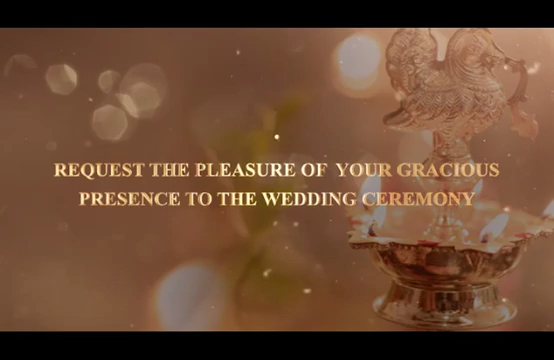 REQUEST THE PLEASURE OF YOUR GRACIOUS
PRESENCE TO THE WEDDING CEREMONY